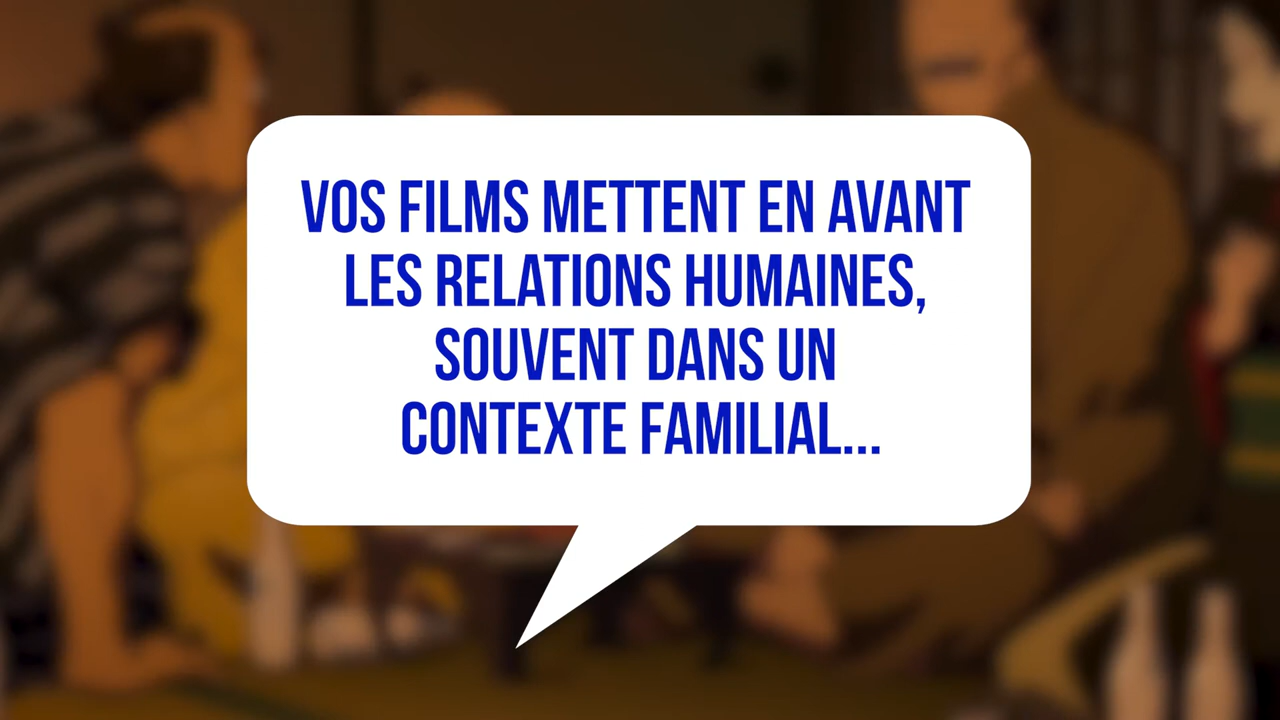 VOS FILMS METTENT EN AVANT
LES RELATIONS HUMAINES,
SOUVENT DANS UN
CONTEXTE FAMILIAL...